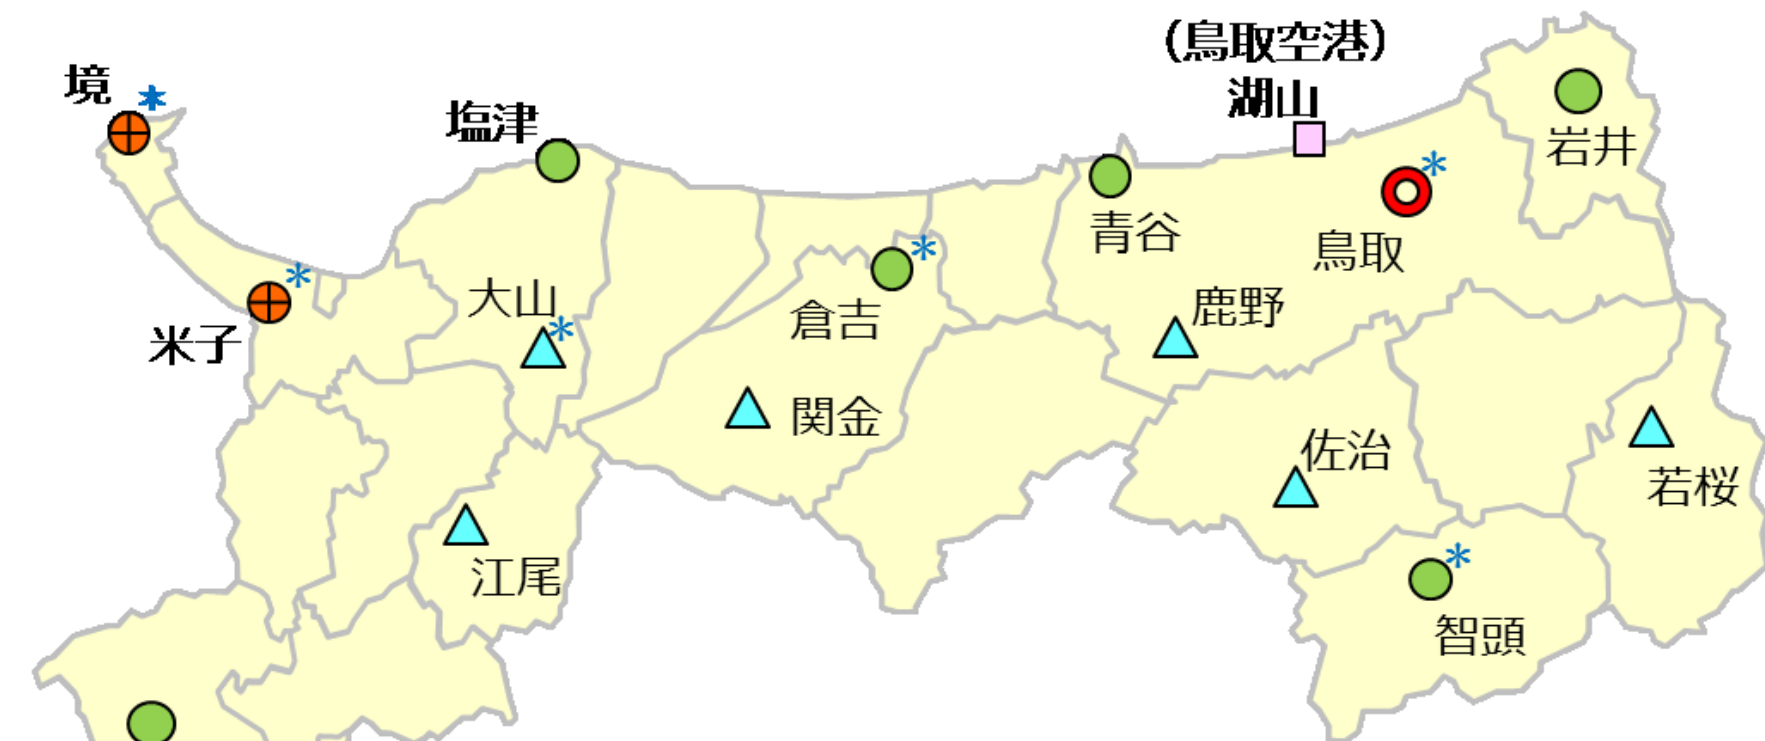 (鳥取空港)
湖山
境
塩津
岩井
青谷
鳥取
大山
倉吉
鹿野
米子
関金
佐治
若桜
江尾
智頭